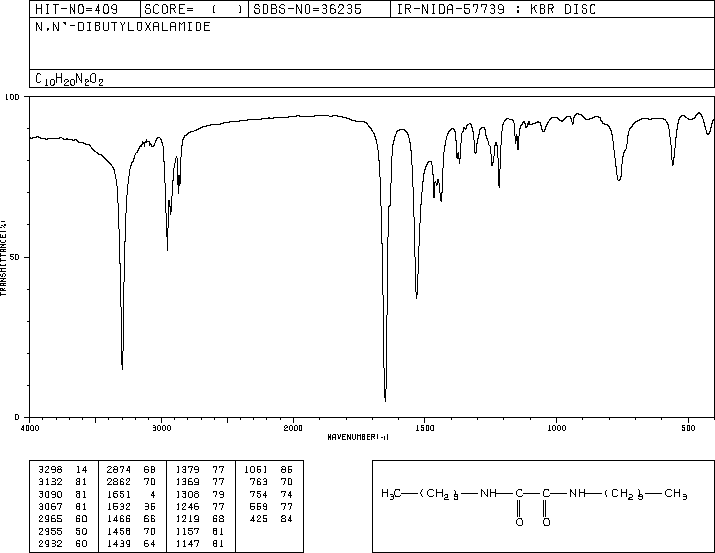 HIT-NO=409 SCORE= ( ) SDBS-NO=36235 IR-NIDA-57739 : KBR DISC
N,N'-DIBUTYLOXALAMIDE
C10H20N2O2
100
50
0
TRANSMITTANCE(%)
4000 3000 2000 1500 1000 500
WAVENUMBER(-1)
3298 14 2874 68 1379 77 1051 86
3132 81 2862 70 1369 77 763 70
3090 81 1651 4 1308 79 754 74
3067 81 1532 36 1246 77 559 77
2965 60 1466 66 1219 68 425 84
2955 50 1458 70 1157 81
2932 60 1439 64 1147 81
H3C—(CH2)3—NH—C—C—NH—(CH2)3—CH3
O O